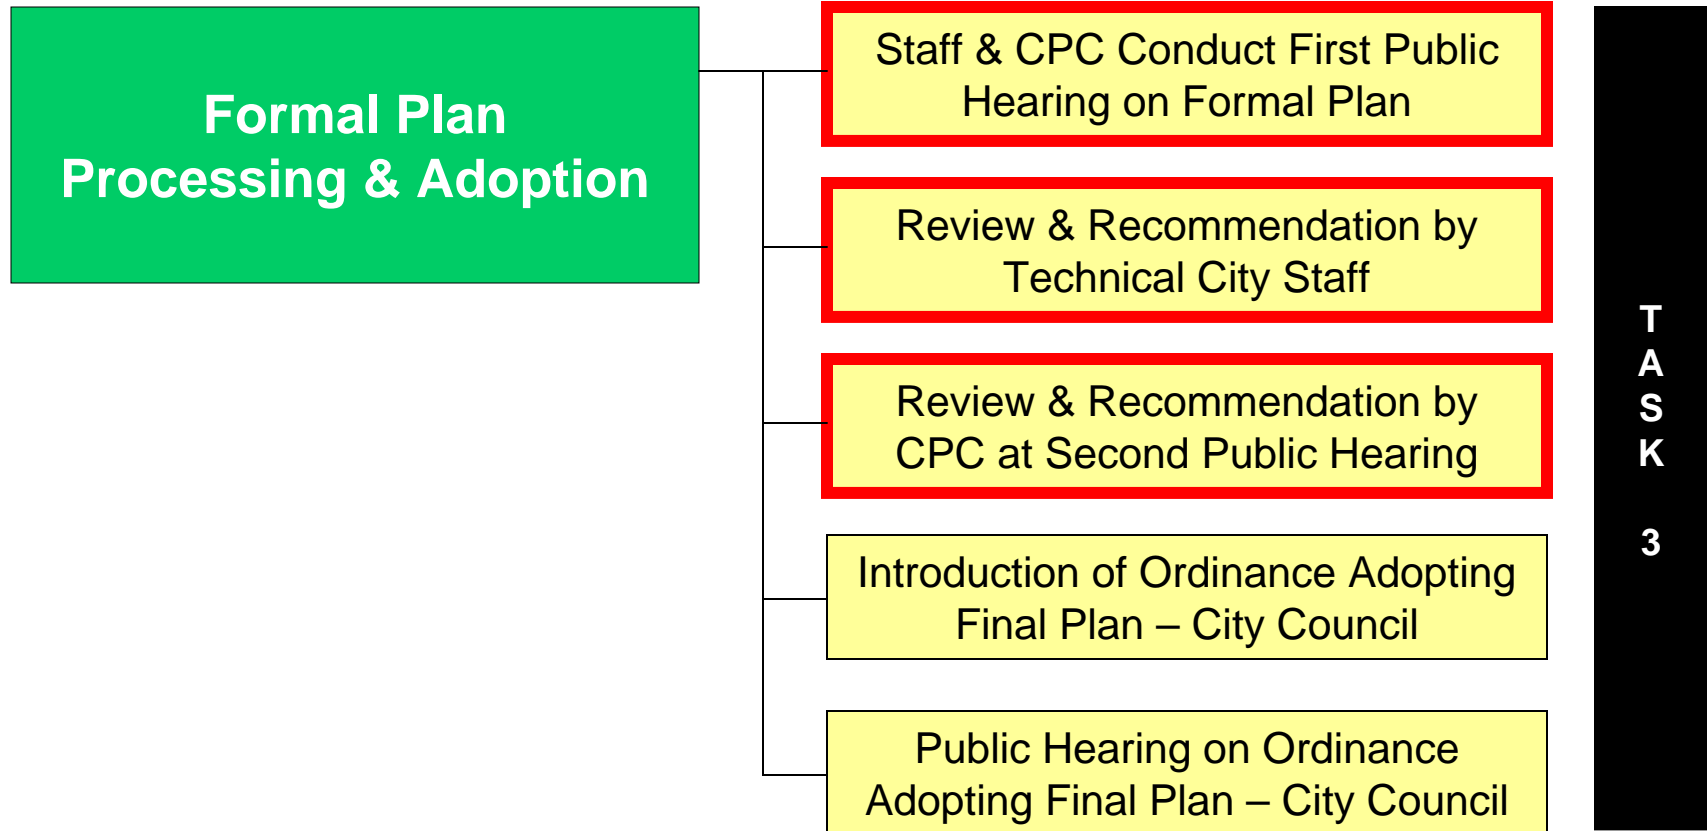 Formal Plan
Processing & Adoption
Staff & CPC Conduct First Public
Hearing on Formal Plan
Review & Recommendation by
Technical City Staff
Review & Recommendation by
CPC at Second Public Hearing
Introduction of Ordinance Adopting
Final Plan – City Council
Public Hearing on Ordinance
Adopting Final Plan – City Council
T
A
S
K
3